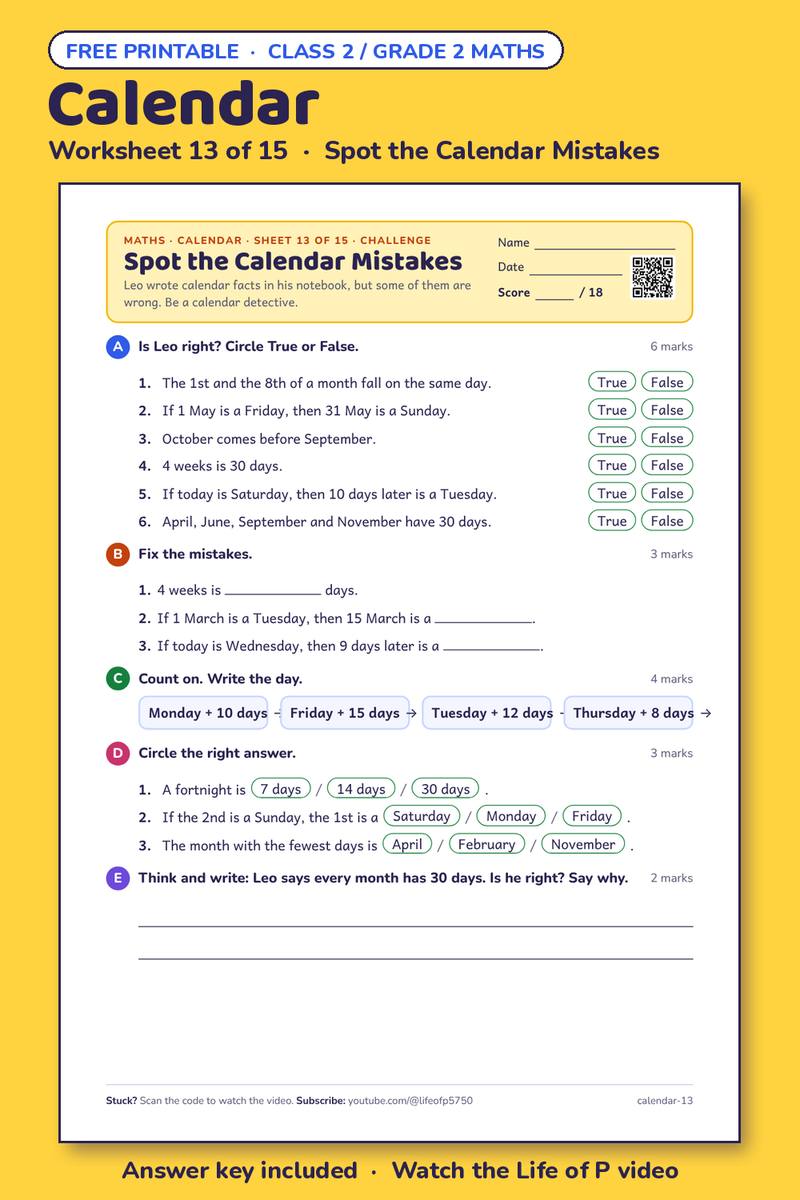 FREE PRINTABLE · CLASS 2 / GRADE 2 MATHS
Calendar
Worksheet 13 of 15 · Spot the Calendar Mistakes
MATHS · CALENDAR · SHEET 13 OF 15 · CHALLENGE
Spot the Calendar Mistakes
Leo wrote calendar facts in his notebook, but some of them are
wrong. Be a calendar detective.
Name
Date
Score ______ / 18
A Is Leo right? Circle True or False. 6 marks
1. The 1st and the 8th of a month fall on the same day. True False
2. If 1 May is a Friday, then 31 May is a Sunday. True False
3. October comes before September. True False
4. 4 weeks is 30 days. True False
5. If today is Saturday, then 10 days later is a Tuesday. True False
6. April, June, September and November have 30 days. True False
B Fix the mistakes. 3 marks
1. 4 weeks is ______ days.
2. If 1 March is a Tuesday, then 15 March is a ______.
3. If today is Wednesday, then 9 days later is a ______.
C Count on. Write the day. 4 marks
Monday + 10 days → Friday + 15 days → Tuesday + 12 days → Thursday + 8 days →
D Circle the right answer. 3 marks
1. A fortnight is 7 days / 14 days / 30 days .
2. If the 2nd is a Sunday, the 1st is a Saturday / Monday / Friday .
3. The month with the fewest days is April / February / November .
E Think and write: Leo says every month has 30 days. Is he right? Say why. 2 marks
Stuck? Scan the code to watch the video. Subscribe: youtube.com/@lifeofp5750 calendar-13
Answer key included · Watch the Life of P video